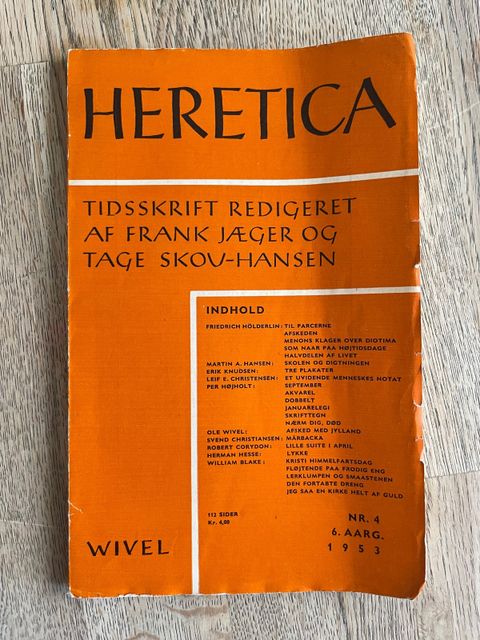 HERETICA
TIDSSKRIFT REDIGERET
AF FRANK JÆGER OG
TAGE SKOU-HANSEN
INDHOLD
FRIEDRICH HÖLDERLIN: TIL PARCERNE
AFSKEDEN
MENONS KLAGER OVER DIOTIMA
SOM NAAR PAA HØJTIDSDAGE
HALVDELEN AF LIVET
MARTIN A. HANSEN: SKOLEN OG DIGTNINGEN
ERIK KNUDSEN: TRE PLAKATER
LEIF E. CHRISTENSEN: ET UVIDENDE MENNESKES NOTAT
PER HØJHOLT: SEPTEMBER
AKVAREL
DOBBELT
JANUARELEGI
SKRIFTTEGN
NÆRM DIG, DØD
OLE WIVEL: AFSKED MED JYLLAND
SVEND CHRISTIANSEN: MÅRBACKA
ROBERT CORYDON: LILLE SUITE I APRIL
HERMAN HESSE: LYKKE
WILLIAM BLAKE: KRISTI HIMMELFARTSDAG
FLØJTENDE PAA FRODIG ENG
LERKLUMPEN OG SMAASTENEN
DEN FORTABTE DRENG
JEG SAA EN KIRKE HELT AF GULD
112 SIDER
Kr. 4,00
NR. 4
6. AARG.
1953
WIVEL